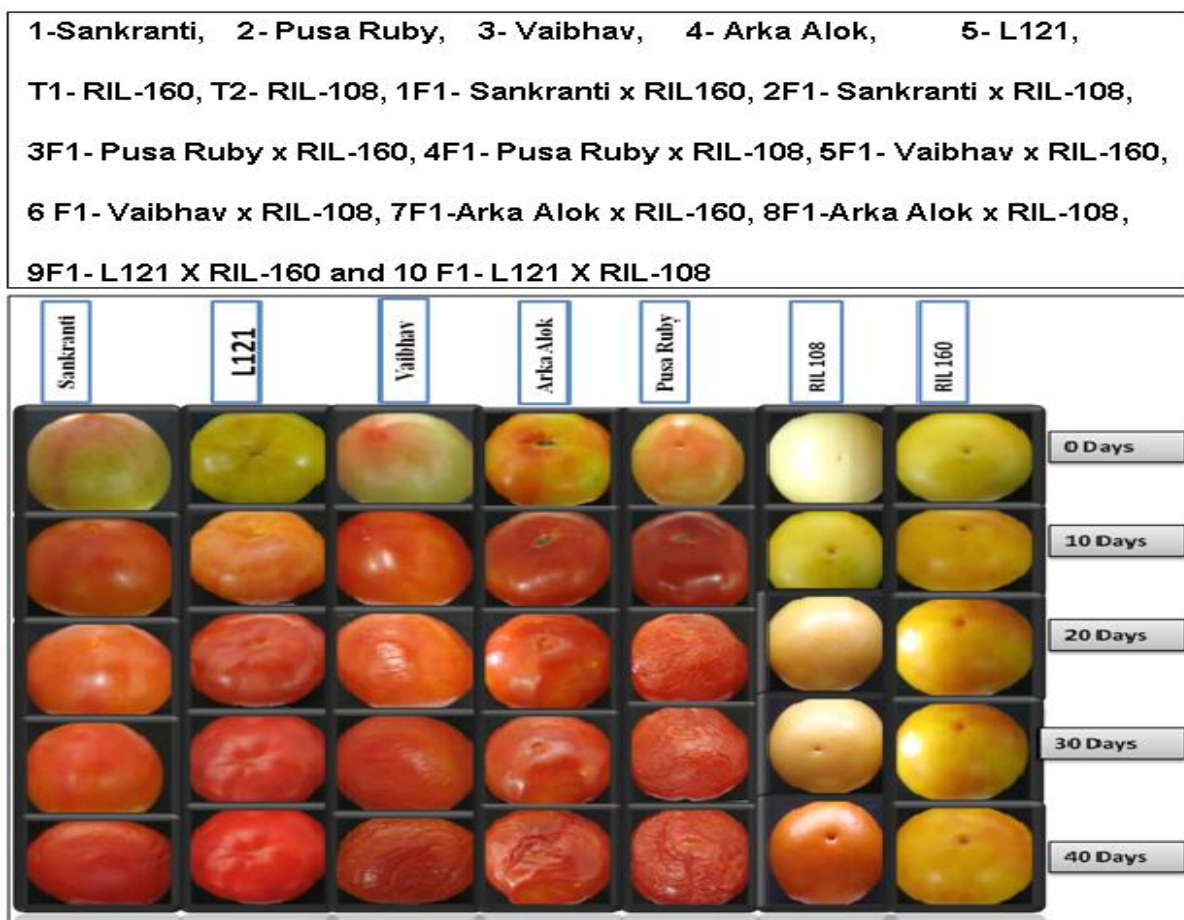 1-Sankranti, 2- Pusa Ruby, 3- Vaibhav, 4- Arka Alok, 5- L121,
T1- RIL-160, T2- RIL-108, 1F1- Sankranti x RIL160, 2F1- Sankranti x RIL-108,
3F1- Pusa Ruby x RIL-160, 4F1- Pusa Ruby x RIL-108, 5F1- Vaibhav x RIL-160,
6 F1- Vaibhav x RIL-108, 7F1-Arka Alok x RIL-160, 8F1-Arka Alok x RIL-108,
9F1- L121 X RIL-160 and 10 F1- L121 X RIL-108
Sankranti
L121
Vaibhav
Arka Alok
Pusa Ruby
RIL 108
RIL 160
0 Days
10 Days
20 Days
30 Days
40 Days